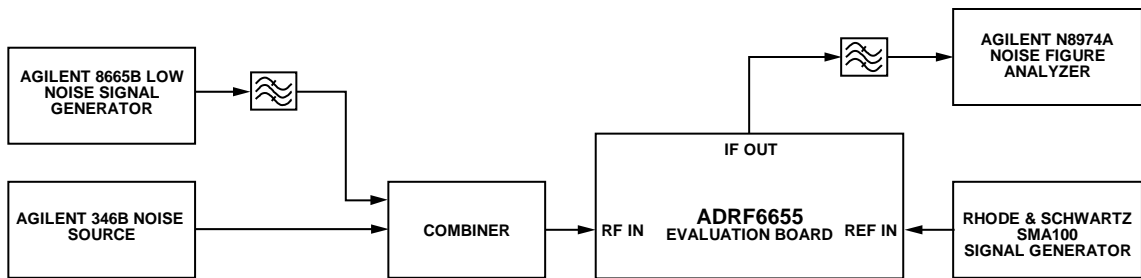 AGILENT 8665B LOW
NOISE SIGNAL
GENERATOR
AGILENT N8974A
NOISE FIGURE
ANALYZER
IF OUT
AGILENT 346B NOISE
SOURCE
COMBINER
RF IN
ADRF6655
EVALUATION BOARD
REF IN
RHODE & SCHWARTZ
SMA100
SIGNAL GENERATOR